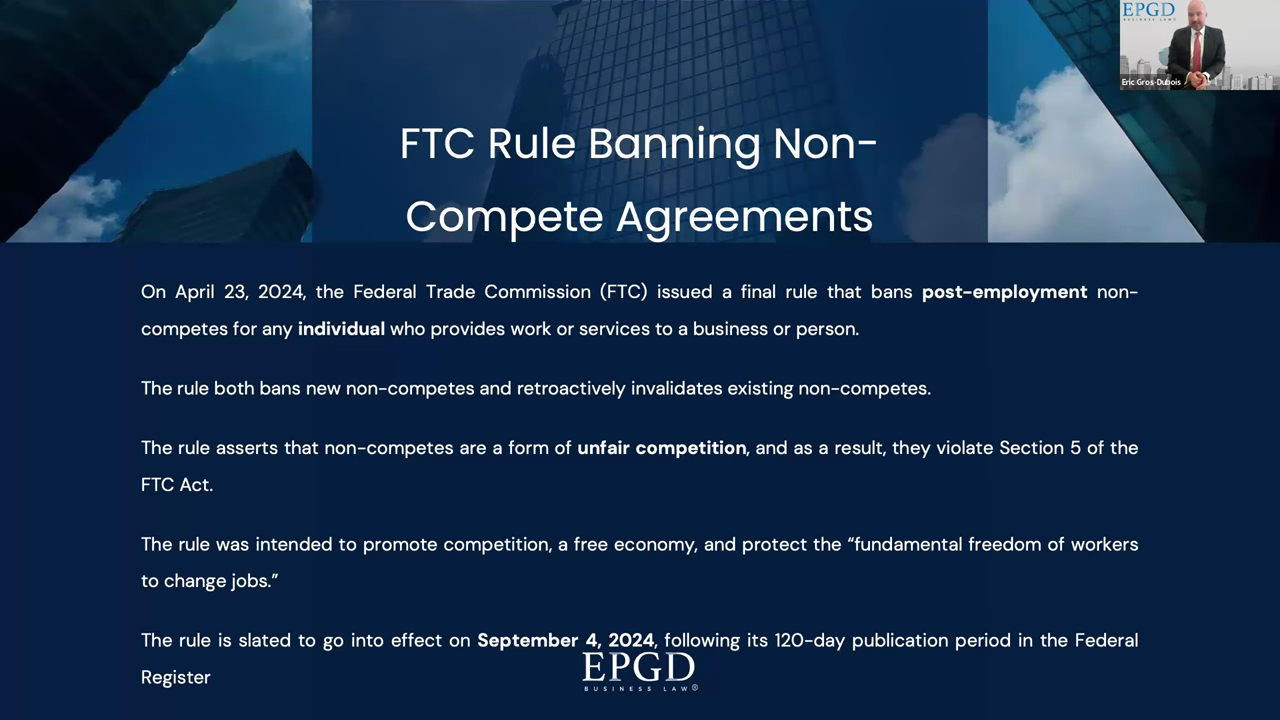 EPGD
BUSINESS LAW
Eric Gros-Dubois
FTC Rule Banning Non-
Compete Agreements
On April 23, 2024, the Federal Trade Commission (FTC) issued a final rule that bans post-employment non-
competes for any individual who provides work or services to a business or person.
The rule both bans new non-competes and retroactively invalidates existing non-competes.
The rule asserts that non-competes are a form of unfair competition, and as a result, they violate Section 5 of the
FTC Act.
The rule was intended to promote competition, a free economy, and protect the “fundamental freedom of workers
to change jobs.”
The rule is slated to go into effect on September 4, 2024, following its 120-day publication period in the Federal
Register
EPGD
BUSINESS LAW®